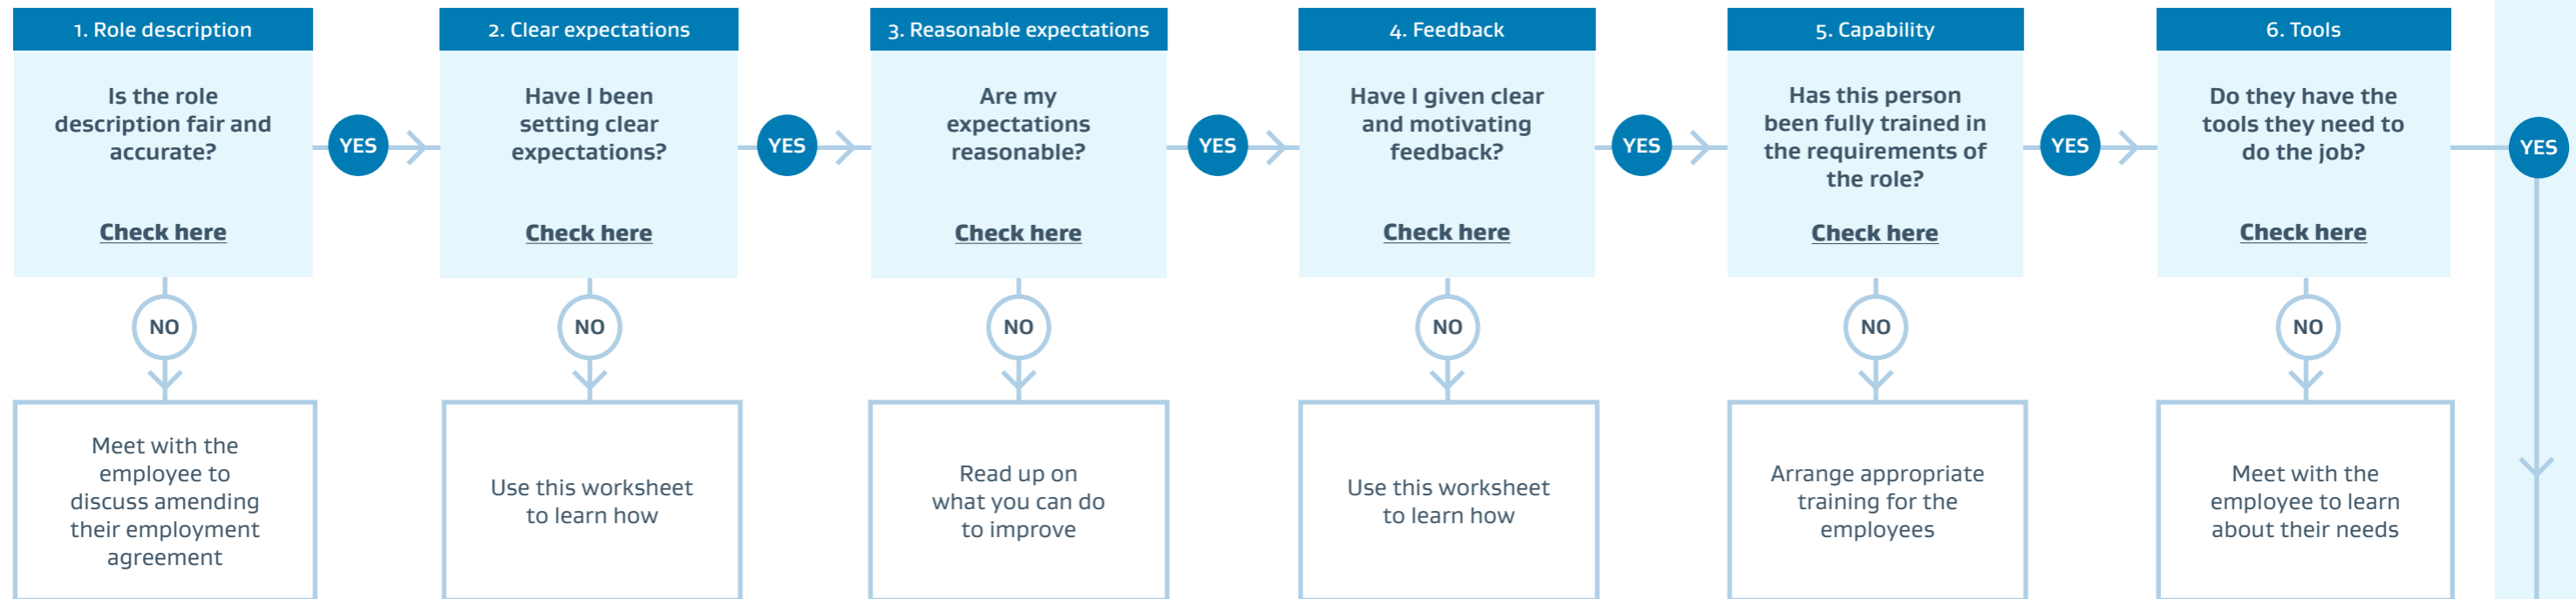 1. Role description
Is the role
description fair and
accurate?
Check here
YES
NO
Meet with the
employee to
discuss amending
their employment
agreement
2. Clear expectations
Have I been
setting clear
expectations?
Check here
YES
NO
Use this worksheet
to learn how
3. Reasonable expectations
Are my
expectations
reasonable?
Check here
YES
NO
Read up on
what you can do
to improve
4. Feedback
Have I given clear
and motivating
feedback?
Check here
YES
NO
Use this worksheet
to learn how
5. Capability
Has this person
been fully trained in
the requirements of
the role?
Check here
YES
NO
Arrange appropriate
training for the
employees
6. Tools
Do they have the
tools they need to
do the job?
Check here
YES
NO
Meet with the
employee to learn
about their needs